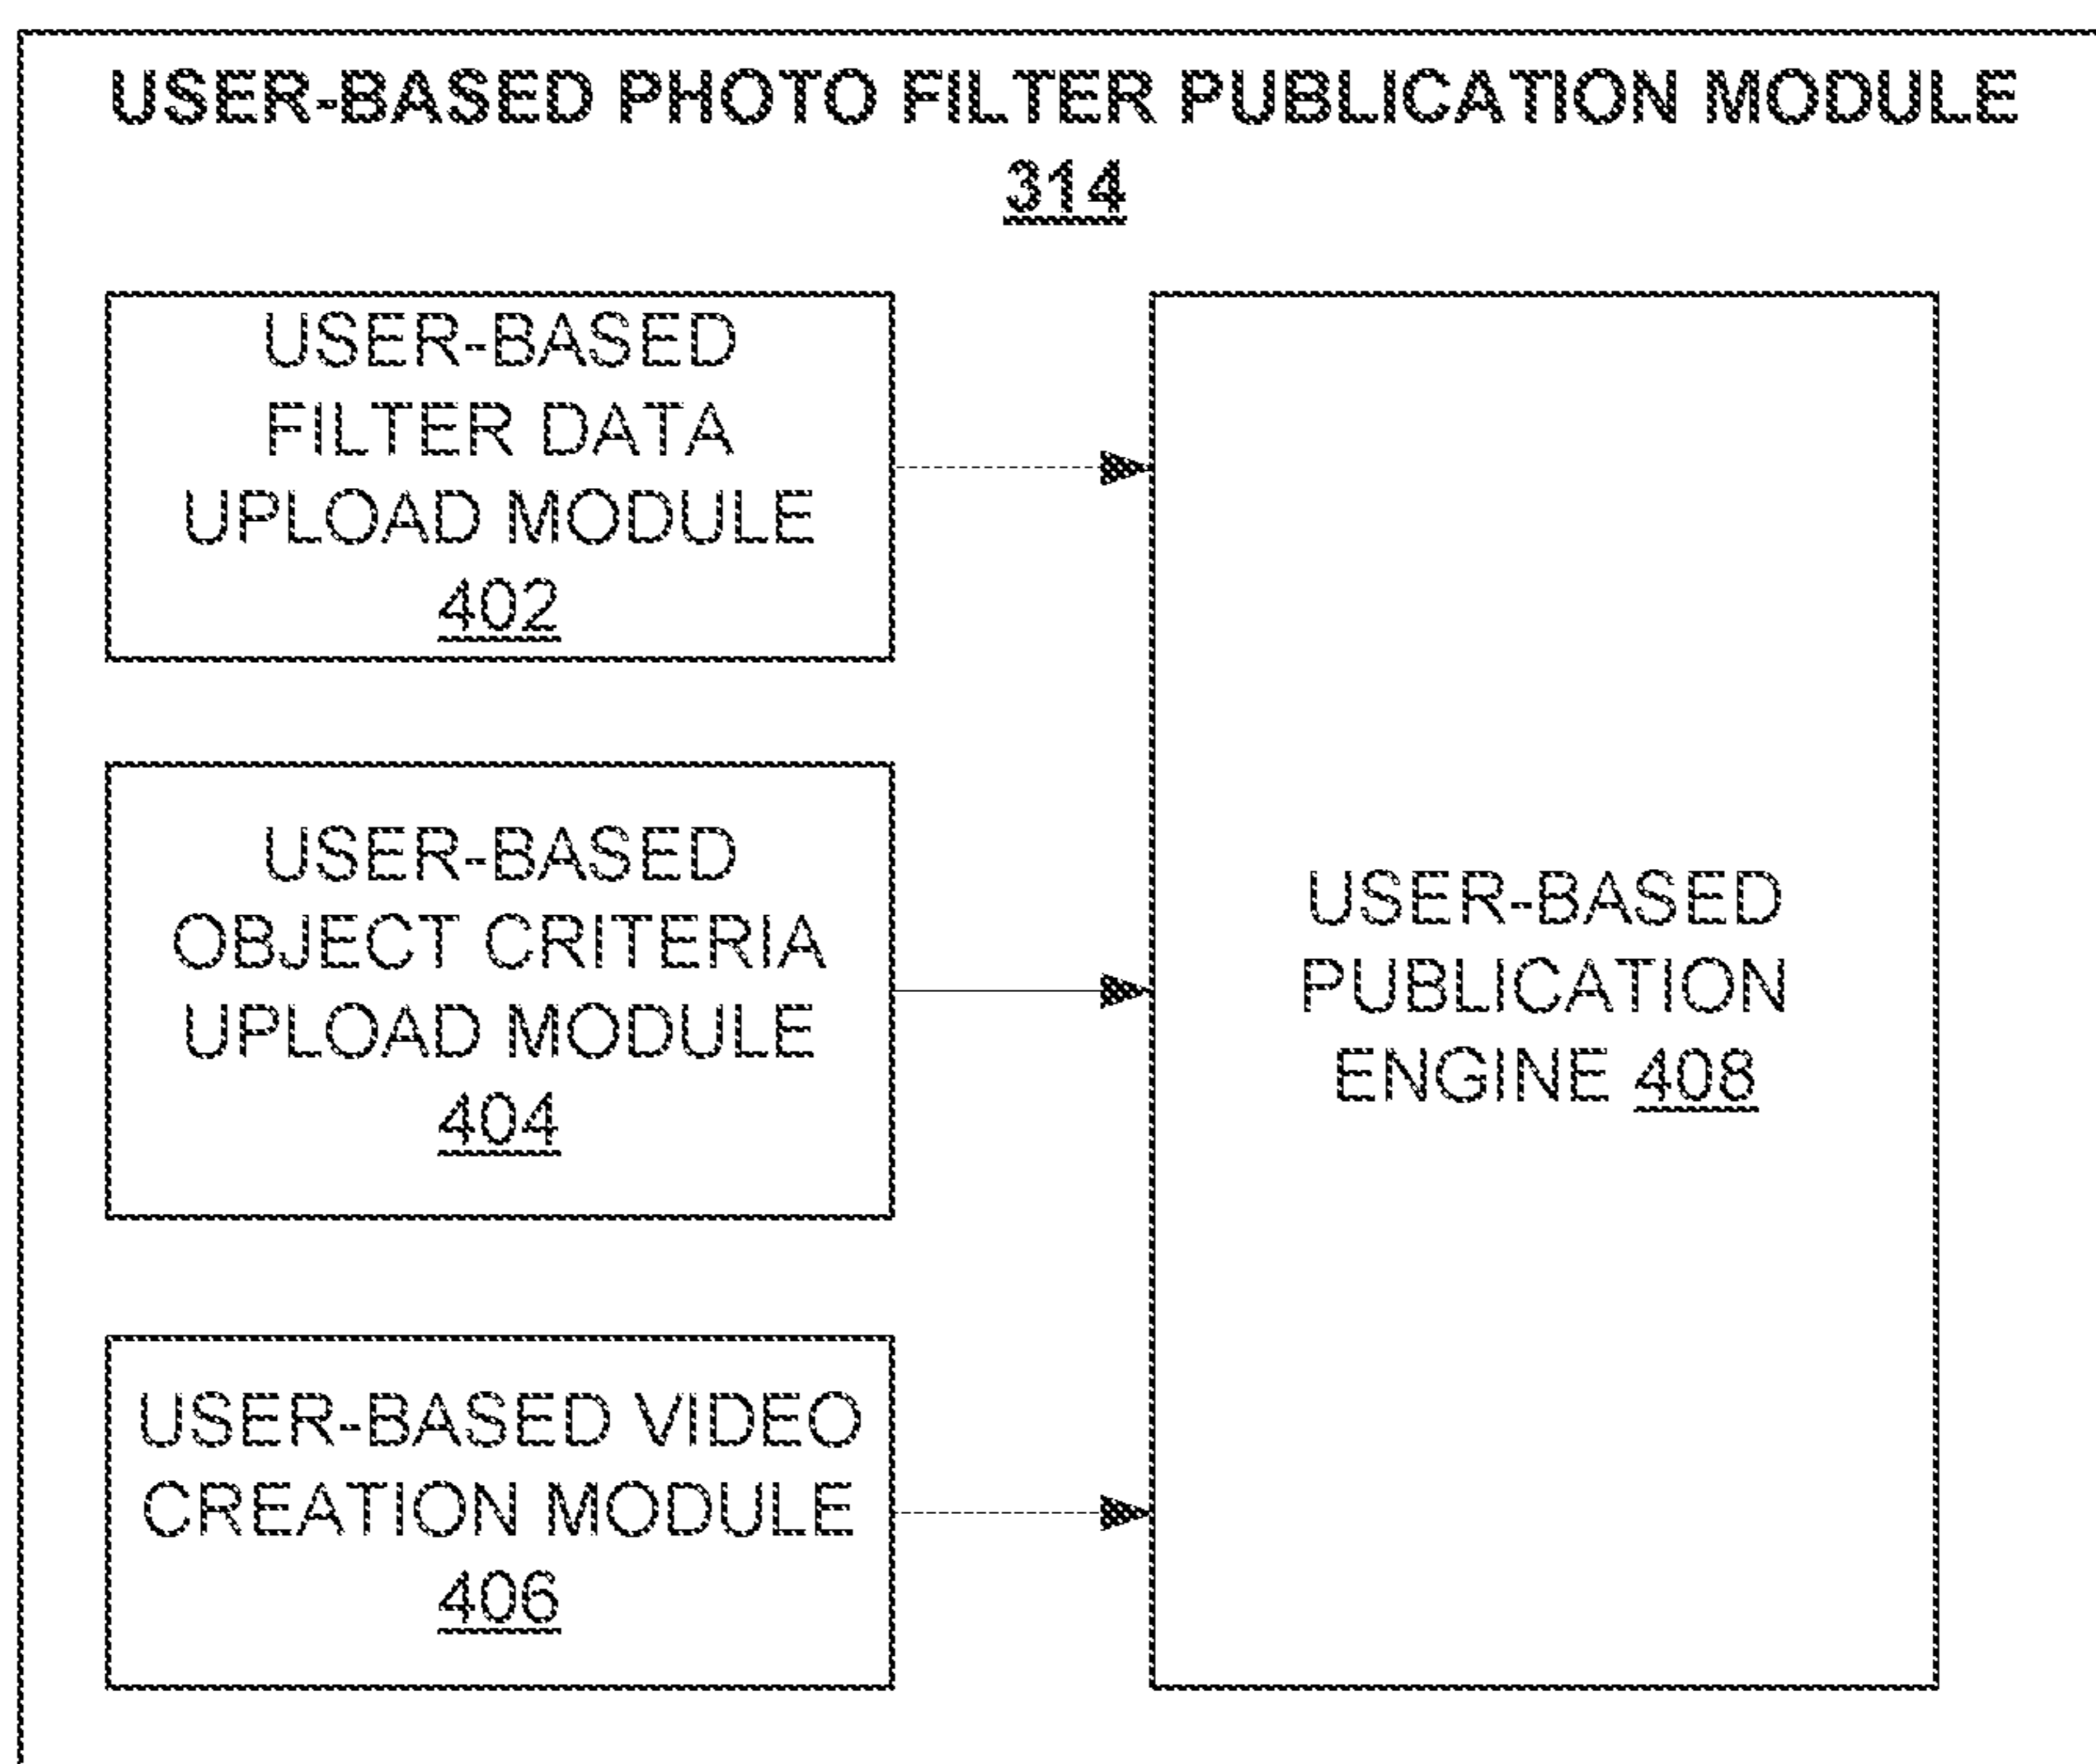 USER-BASED PHOTO FILTER PUBLICATION MODULE
314
USER-BASED
FILTER DATA
UPLOAD MODULE
402
USER-BASED
OBJECT CRITERIA
UPLOAD MODULE
404
USER-BASED VIDEO
CREATION MODULE
406
USER-BASED
PUBLICATION
ENGINE 408